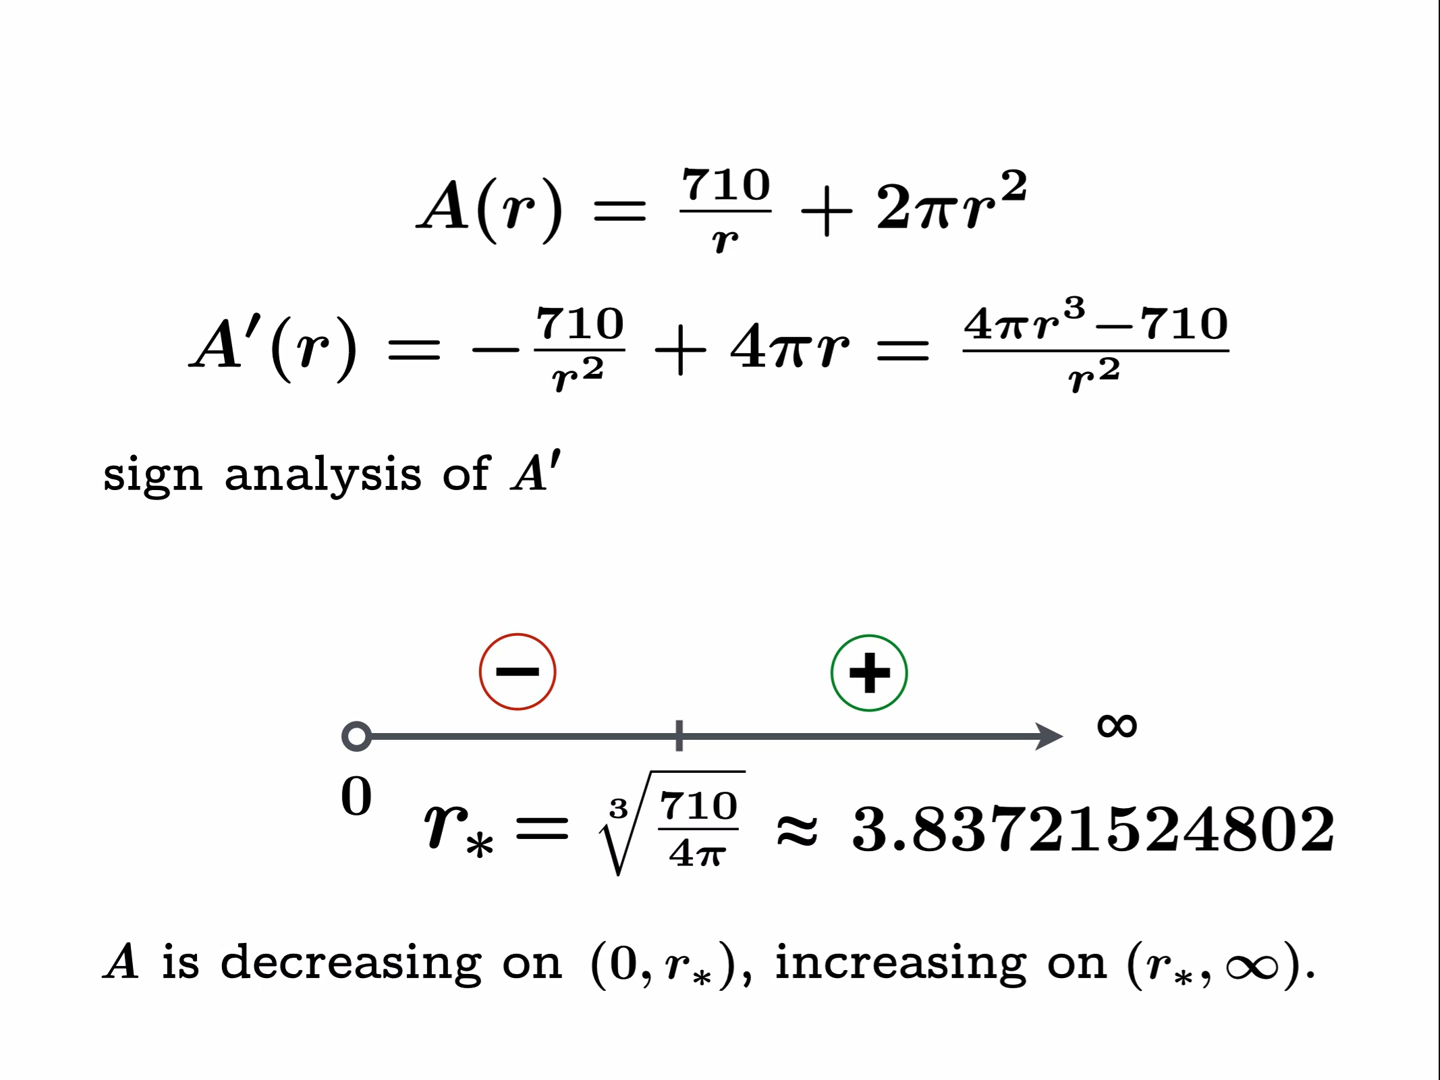 A(r) = 710/r + 2πr²
A′(r) = −710/r² + 4πr = (4πr³−710)/r²
sign analysis of A′
− +
∞
0
r* = ∛(710/4π) ≈ 3.83721524802
A is decreasing on (0, r*), increasing on (r*, ∞).